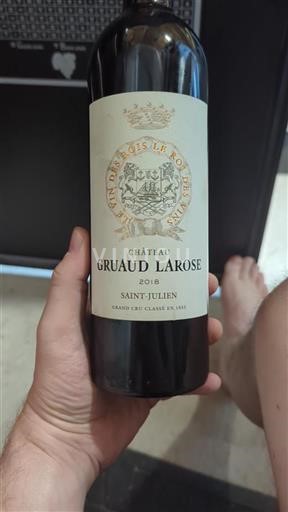 LE VIN DES ROIS LE ROI DES VINS
CHÂTEAU
GRUAUD LAROSE
2018
SAINT-JULIEN
GRAND CRU CLASSÉ EN 1855